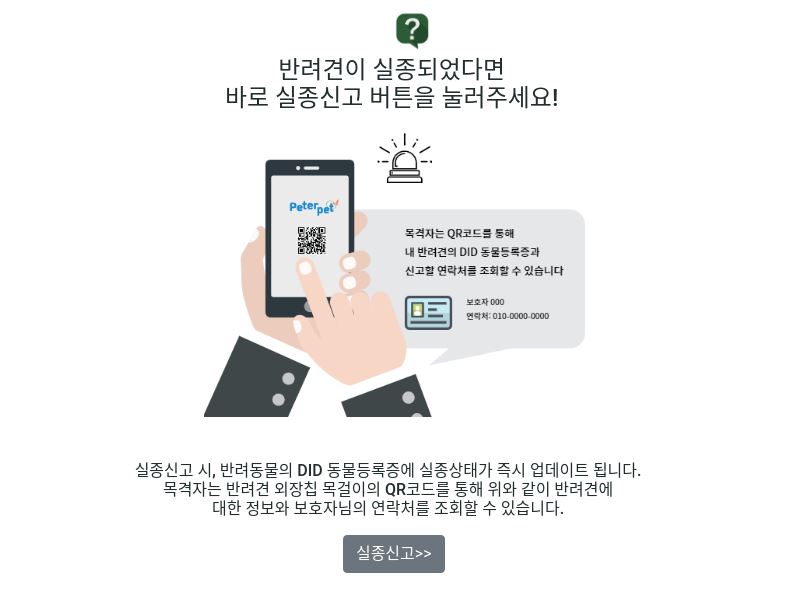 ?
반려견이 실종되었다면
바로 실종신고 버튼을 눌러주세요!
Peterpet
목격자는 QR코드를 통해
내 반려견의 DID 동물등록증과
신고할 연락처를 조회할 수 있습니다
보호자 000
연락처: 010-0000-0000
실종신고 시, 반려동물의 DID 동물등록증에 실종상태가 즉시 업데이트 됩니다.
목격자는 반려견 외장칩 목걸이의 QR코드를 통해 위와 같이 반려견에
대한 정보와 보호자님의 연락처를 조회할 수 있습니다.
실종신고>>